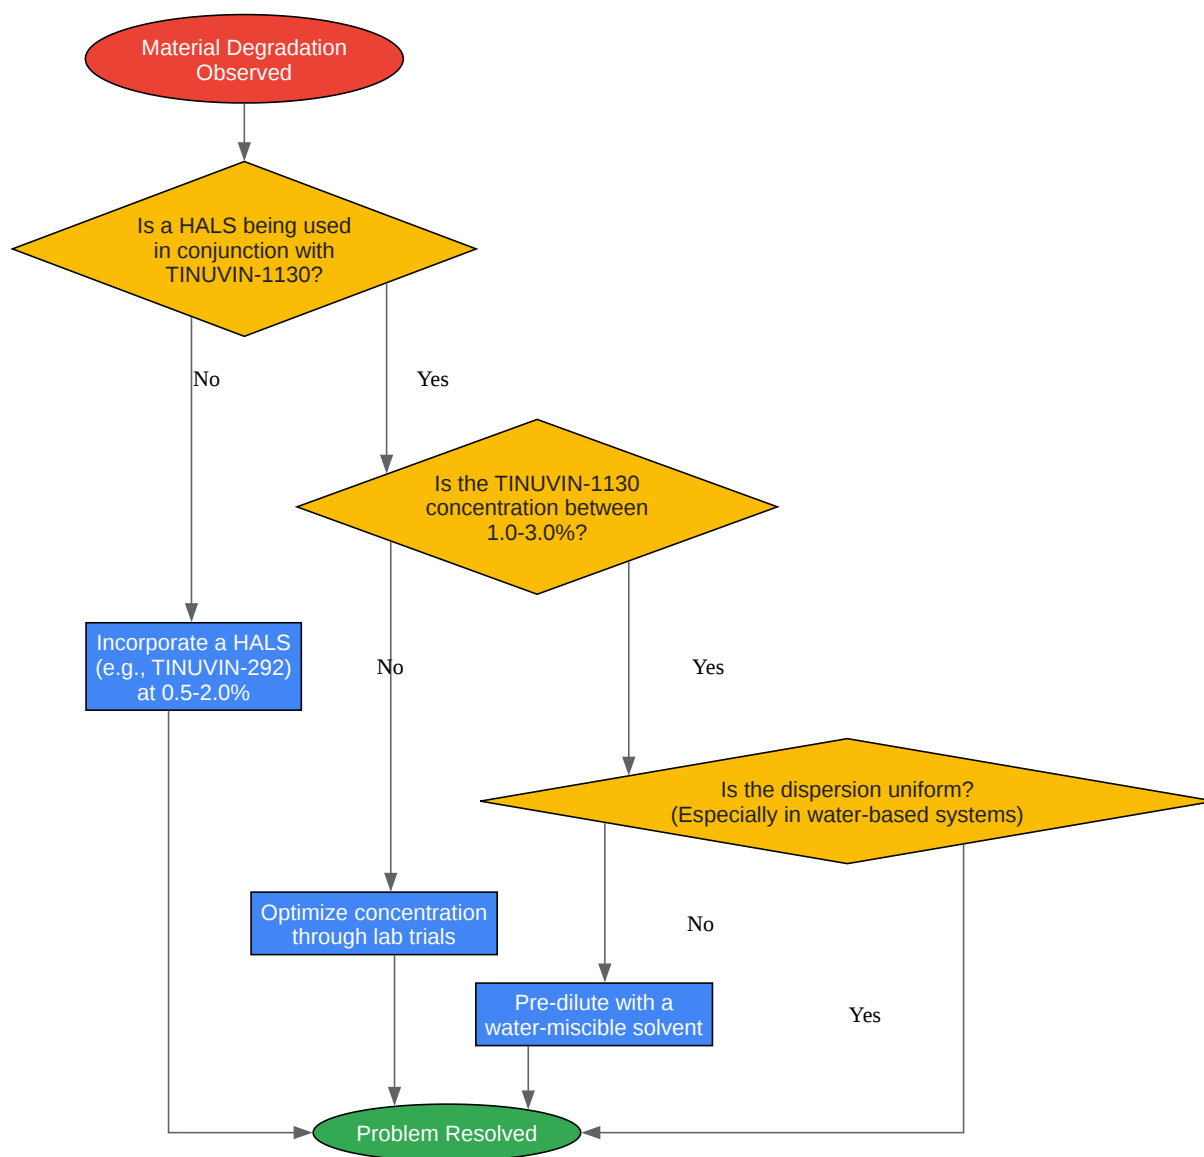 Material Degradation
Observed
Is a HALS being used
in conjunction with
TINUVIN-1130?
No
Yes
Is the TINUVIN-1130
concentration between
1.0-3.0%?
Incorporate a HALS
(e.g., TINUVIN-292)
at 0.5-2.0%
No
Yes
Is the dispersion uniform?
(Especially in water-based systems)
Optimize concentration
through lab trials
No
Pre-dilute with a
water-miscible solvent
Yes
Problem Resolved